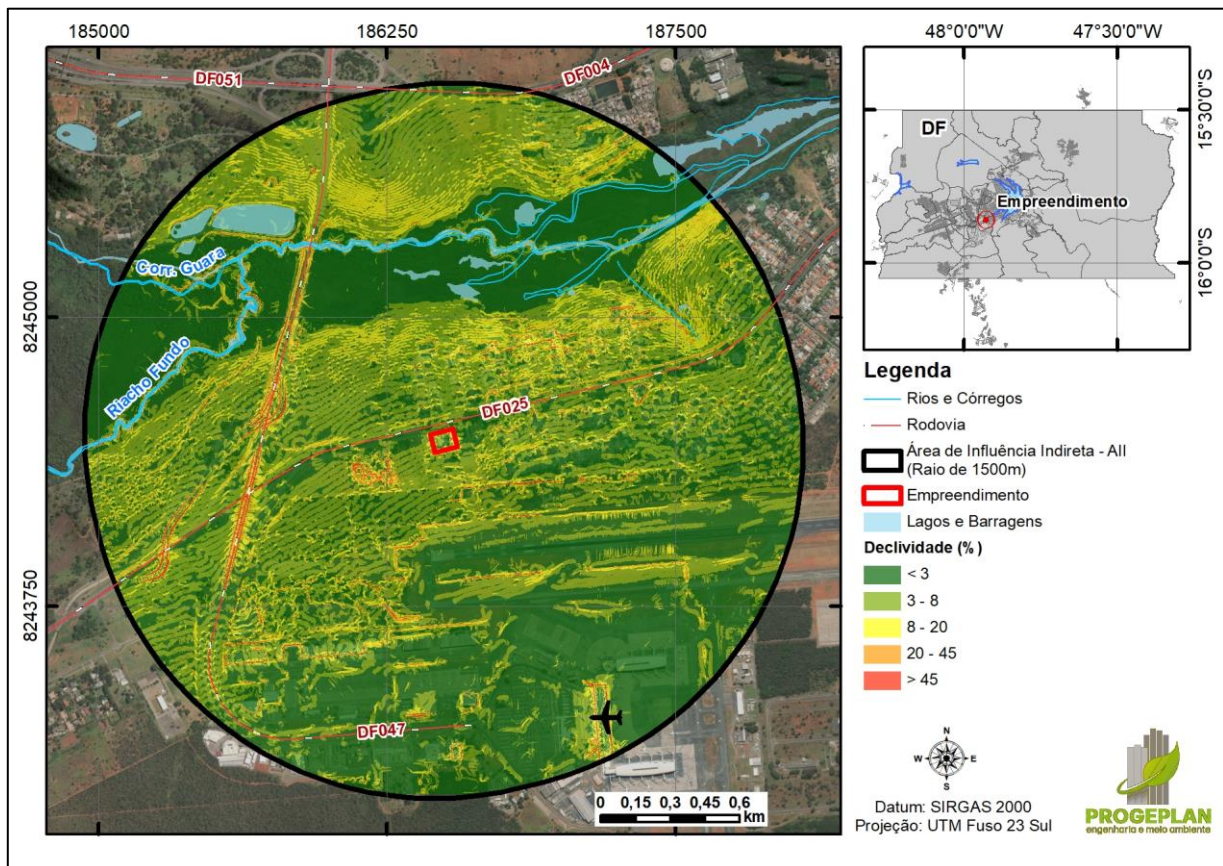 185000
186250
187500
8245000
8243750
DF051
DF004
Corr. Guara
Riacho Fundo
DF025
DF047
0 0,15 0,3 0,45 0,6
km
48°0'0"W
47°30'0"W
15°30'0"S
16°0'0"S
DF
Empreendimento
Legenda
Rios e Córregos
Rodovia
Área de Influência Indireta - AII
(Raio de 1500m)
Empreendimento
Lagos e Barragens
Declividade (%)
< 3
3 - 8
8 - 20
20 - 45
> 45
N
W E
S
Datum: SIRGAS 2000
Projeção: UTM Fuso 23 Sul
PROGEPLAN
engenharia e meio ambiente